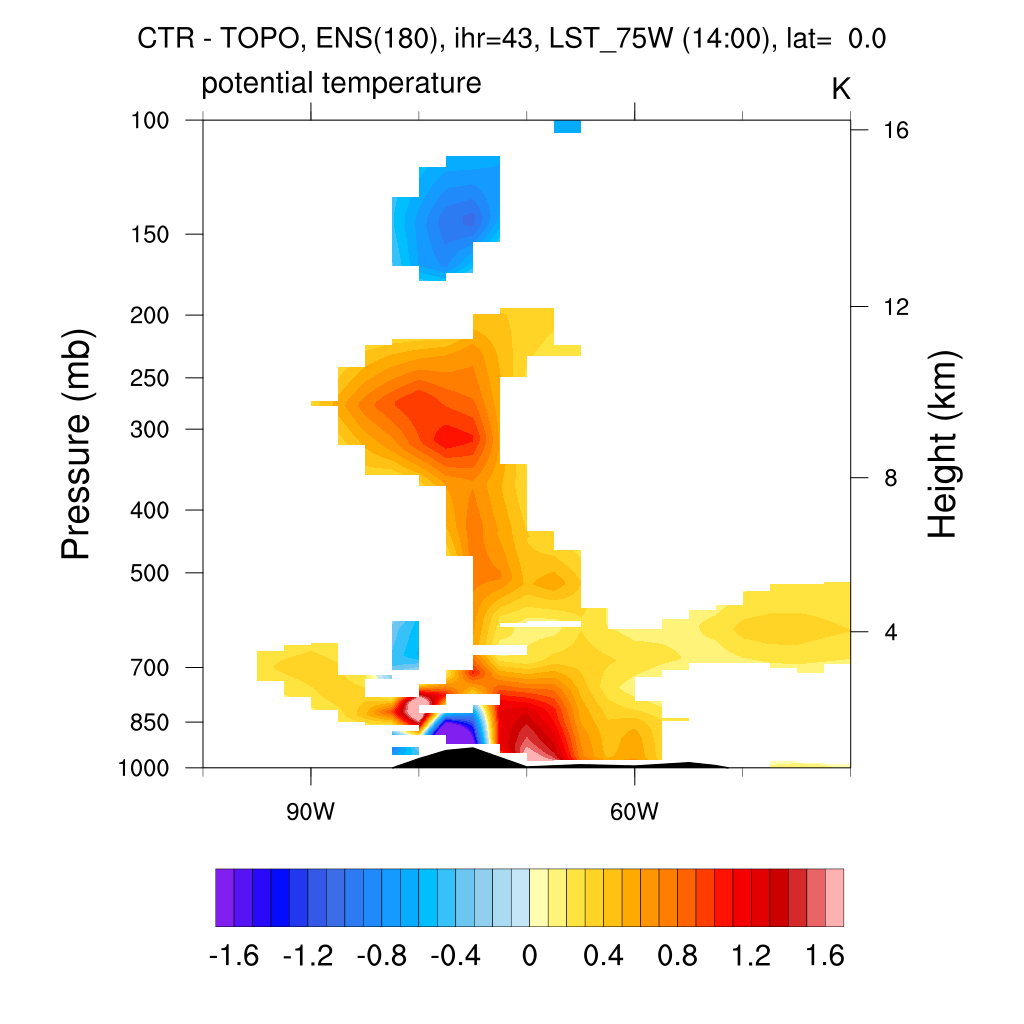 CTR - TOPO, ENS(180), ihr=43, LST_75W (14:00), lat=  0.0
potential temperature K
100
150
200
250
300
400
500
700
850
1000
Pressure (mb)
16
12
8
4
Height (km)
90W 60W
-1.6 -1.2 -0.8 -0.4 0 0.4 0.8 1.2 1.6